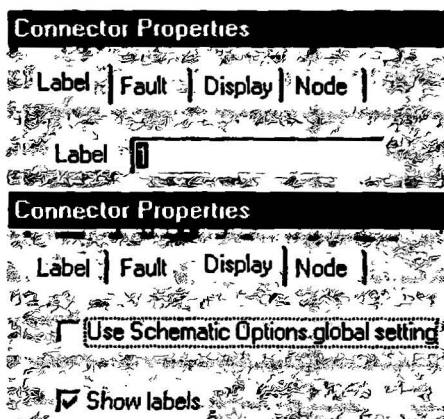 Connector Properties
Label Fault Display Node
Label 1
Connector Properties
Label Fault Display Node
Use Schematic Options global setting
Show labels